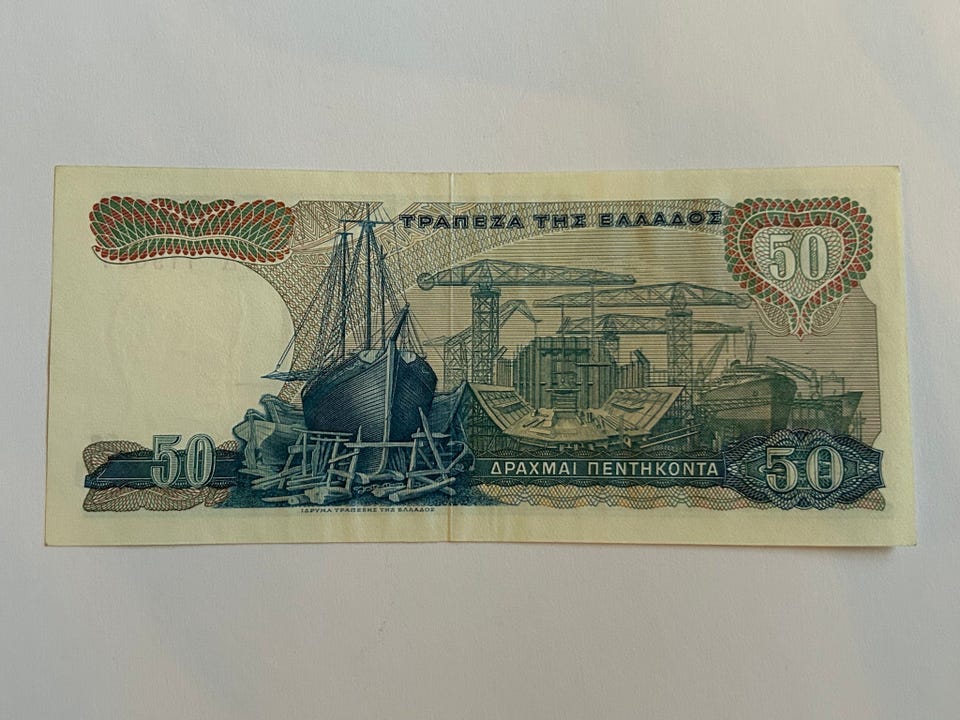 ΤΡΑΠΕΖΑ ΤΗΣ ΕΛΛΑΔΟΣ
50
50
ΔΡΑΧΜΑΙ ΠΕΝΤΗΚΟΝΤΑ
50
ΙΔΡΥΜΑ ΤΡΑΠΕΖΗΣ ΤΗΣ ΕΛΛΑΔΟΣ